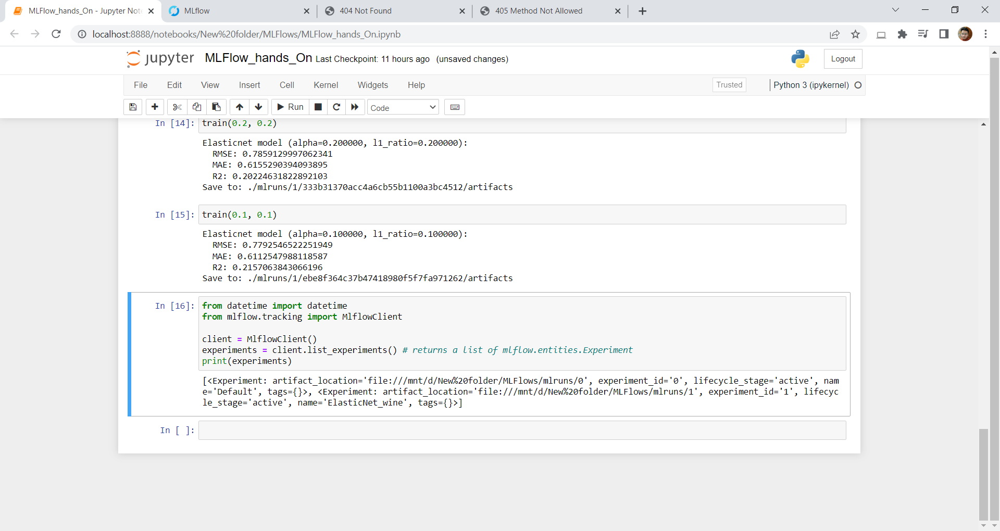 MLFlow_hands_On - Jupyter Not
MLflow
404 Not Found
405 Method Not Allowed
localhost:8888/notebooks/New%20folder/MLFlows/MLFlow_hands_On.ipynb
jupyter MLFlow_hands_On Last Checkpoint: 11 hours ago (unsaved changes)
Logout
File Edit View Insert Cell Kernel Widgets Help
Trusted
Python 3 (ipykernel)
Run
Code
In [14]: train(0.2, 0.2)
Elasticnet model (alpha=0.200000, l1_ratio=0.200000):
  RMSE: 0.7859129997062341
  MAE: 0.6155290394093895
  R2: 0.20224631822892103
Save to: ./mlruns/1/333b31370acc4a6cb55b1100a3bc4512/artifacts
In [15]: train(0.1, 0.1)
Elasticnet model (alpha=0.100000, l1_ratio=0.100000):
  RMSE: 0.7792546522251949
  MAE: 0.6112547988118587
  R2: 0.2157063843066196
Save to: ./mlruns/1/ebe8f364c37b47418980f5f7fa971262/artifacts
In [16]: from datetime import datetime
from mlflow.tracking import MlflowClient
client = MlflowClient()
experiments = client.list_experiments() # returns a list of mlflow.entities.Experiment
print(experiments)
[<Experiment: artifact_location='file:///mnt/d/New%20folder/MLFlows/mlruns/0', experiment_id='0', lifecycle_stage='active', nam
e='Default', tags={}>, <Experiment: artifact_location='file:///mnt/d/New%20folder/MLFlows/mlruns/1', experiment_id='1', lifecyc
le_stage='active', name='ElasticNet_wine', tags={}>]
In [ ]: